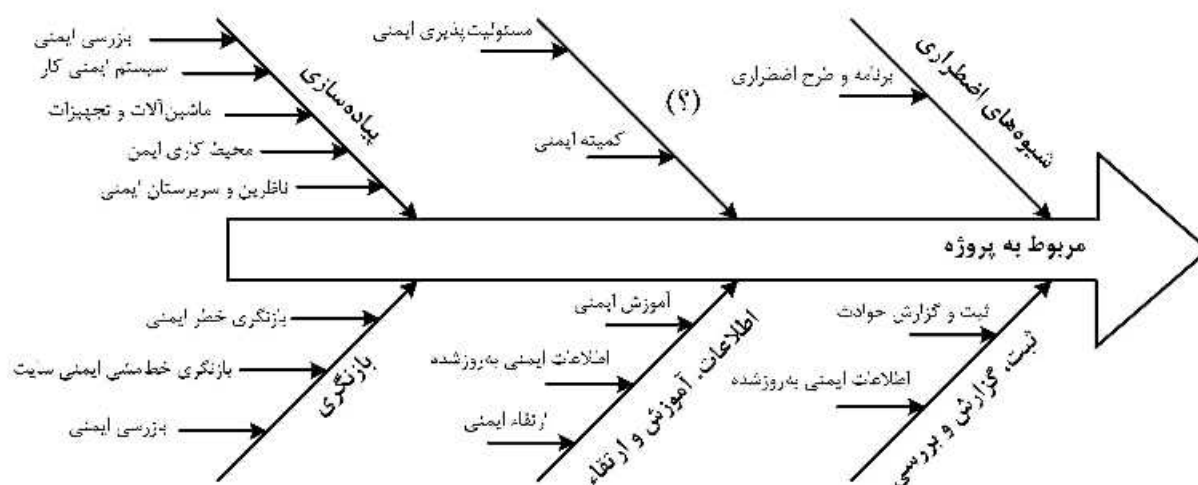 شیوه‌های اضطراری
برنامه و طرح اضطراری
(؟)
مسئولیت‌پذیری ایمنی
کمیته ایمنی
پیاده‌سازی
بازرسی ایمنی
سیستم ایمنی کار
ماشین‌آلات و تجهیزات
محیط کاری ایمن
ناظرین و سرپرستان ایمنی
مربوط به پروژه
ثبت، گزارش و بررسی
ثبت و گزارش حوادث
اطلاعات ایمنی به‌روزشده
اطلاعات، آموزش و ارتقاء
آموزش ایمنی
اطلاعات ایمنی به‌روزشده
ارتقاء ایمنی
بازنگری
بازنگری خطر ایمنی
بازنگری خط‌مشی ایمنی سایت
بازرسی ایمنی